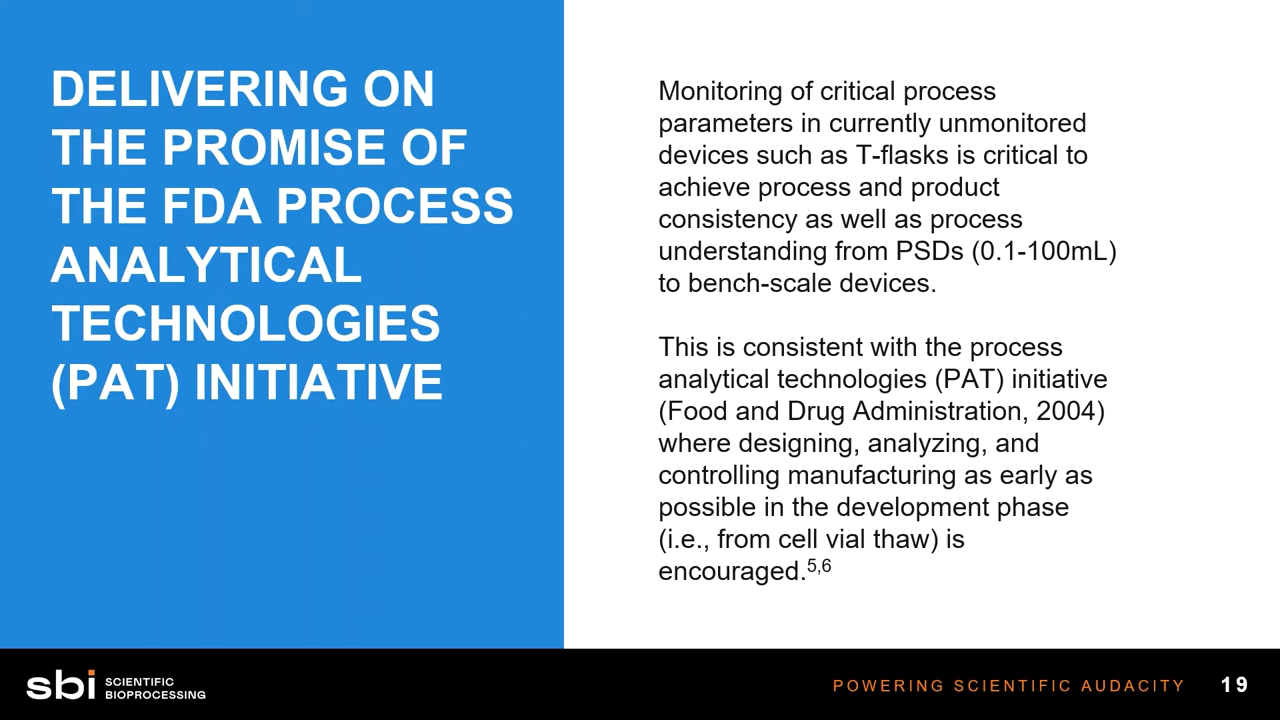 DELIVERING ON
THE PROMISE OF
THE FDA PROCESS
ANALYTICAL
TECHNOLOGIES
(PAT) INITIATIVE
Monitoring of critical process
parameters in currently unmonitored
devices such as T-flasks is critical to
achieve process and product
consistency as well as process
understanding from PSDs (0.1-100mL)
to bench-scale devices.
This is consistent with the process
analytical technologies (PAT) initiative
(Food and Drug Administration, 2004)
where designing, analyzing, and
controlling manufacturing as early as
possible in the development phase
(i.e., from cell vial thaw) is
encouraged.5,6
sbi SCIENTIFIC
BIOPROCESSING
POWERING SCIENTIFIC AUDACITY 19